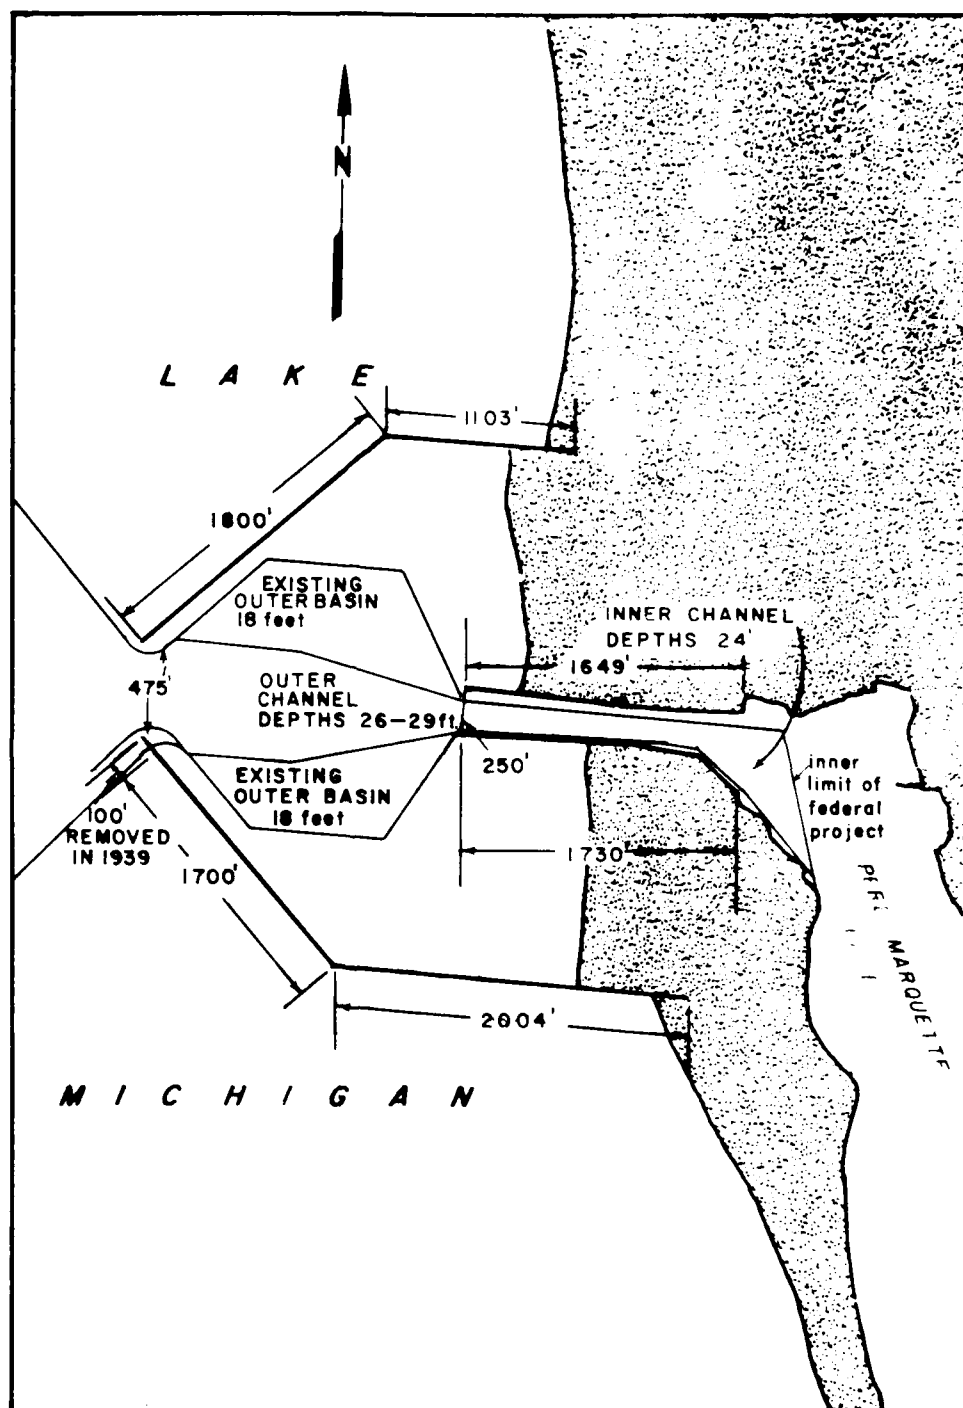 N
L A K E
1103'
1800'
EXISTING
OUTER BASIN
18 feet
INNER CHANNEL
DEPTHS 24'
1649'
475'
OUTER
CHANNEL
DEPTHS 26-29ft.
250'
EXISTING
OUTER BASIN
18 feet
inner
limit of
federal
project
100'
REMOVED
IN 1939
1700'
1730'
MARQUETTE
2004'
M I C H I G A N